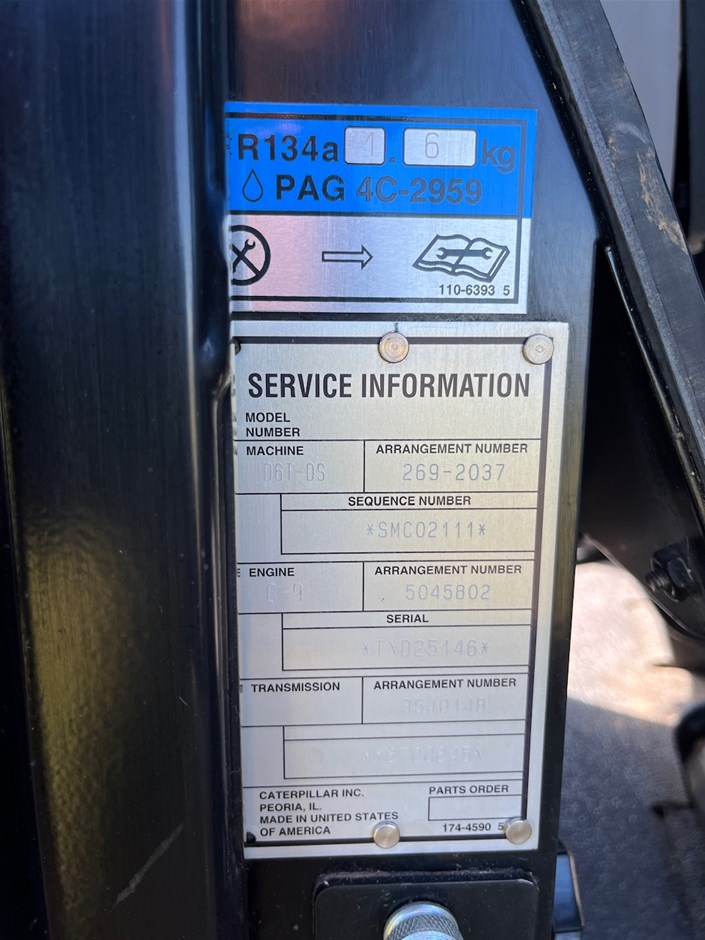 R134a 1.6 kg
PAG 4C-2959
110-6393 5
SERVICE INFORMATION
MODEL
NUMBER
MACHINE ARRANGEMENT NUMBER
D6T-DS 269-2037
SEQUENCE NUMBER
*SMC02111*
ENGINE ARRANGEMENT NUMBER
C-9 5045802
SERIAL
TRANSMISSION ARRANGEMENT NUMBER
CATERPILLAR INC. PARTS ORDER
PEORIA, IL.
MADE IN UNITED STATES
OF AMERICA 174-4590 5